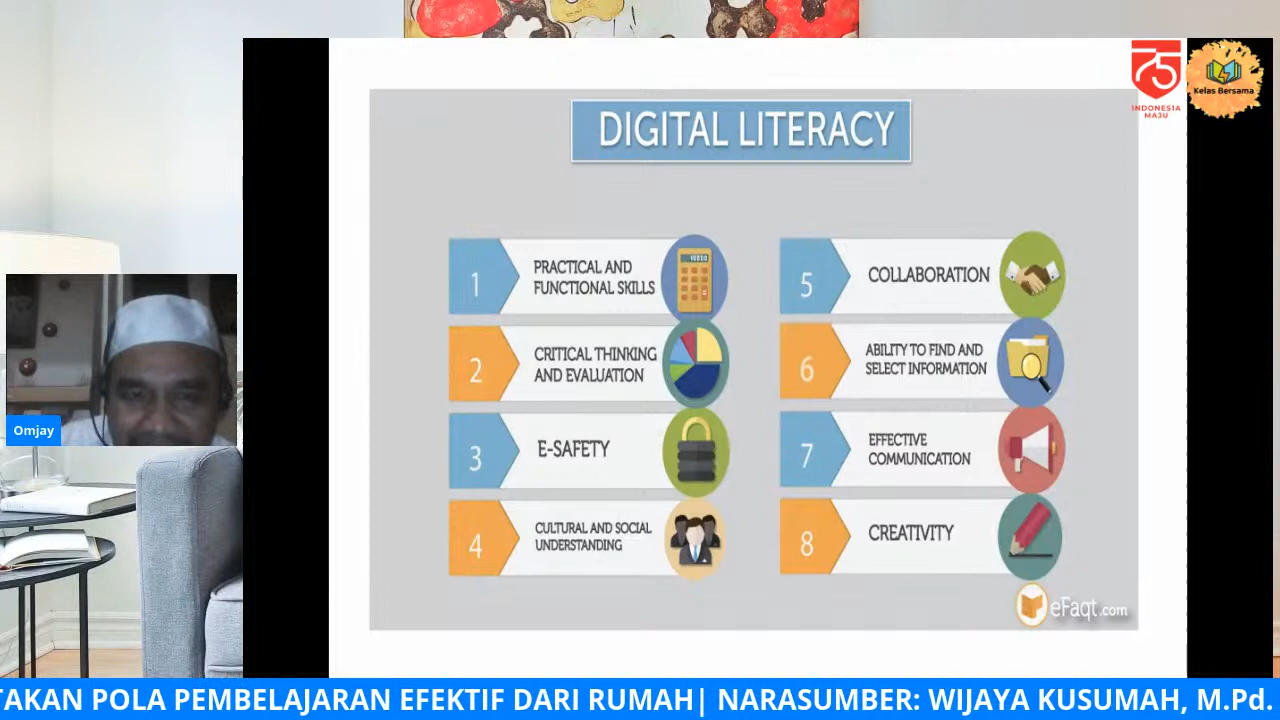 75
INDONESIA
MAJU
Kelas Bersama
DIGITAL LITERACY
1
PRACTICAL AND
FUNCTIONAL SKILLS
2
CRITICAL THINKING
AND EVALUATION
3
E-SAFETY
4
CULTURAL AND SOCIAL
UNDERSTANDING
5
COLLABORATION
6
ABILITY TO FIND AND
SELECT INFORMATION
7
EFFECTIVE
COMMUNICATION
8
CREATIVITY
eFaqt.com
Omjay
TAKAN POLA PEMBELAJARAN EFEKTIF DARI RUMAH| NARASUMBER: WIJAYA KUSUMAH, M.Pd.